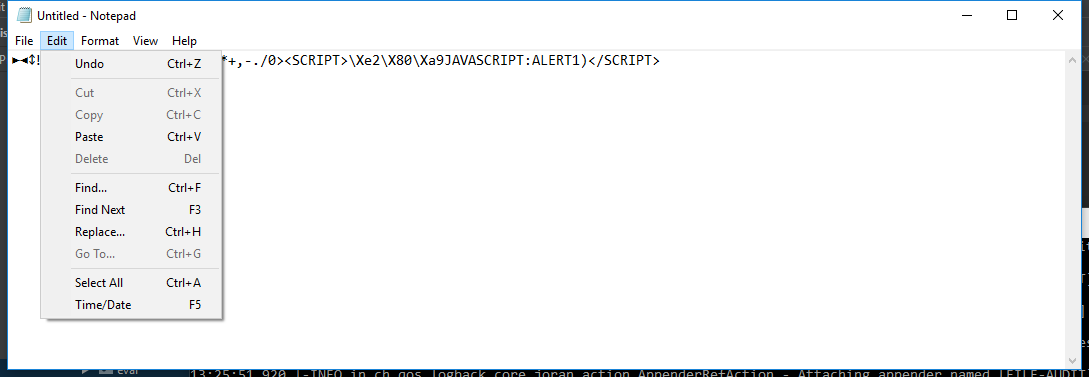 Untitled - Notepad
File Edit Format View Help
►◄↕! *+,-./0><SCRIPT>\Xe2\X80\Xa9JAVASCRIPT:ALERT1)</SCRIPT>
Undo Ctrl+Z
Cut Ctrl+X
Copy Ctrl+C
Paste Ctrl+V
Delete Del
Find... Ctrl+F
Find Next F3
Replace... Ctrl+H
Go To... Ctrl+G
Select All Ctrl+A
Time/Date F5
eval
13:25:51,920 |-INFO in ch.qos.logback.core.joran.action.AppenderRefAction - Attaching appender named [FILE-AUDIT